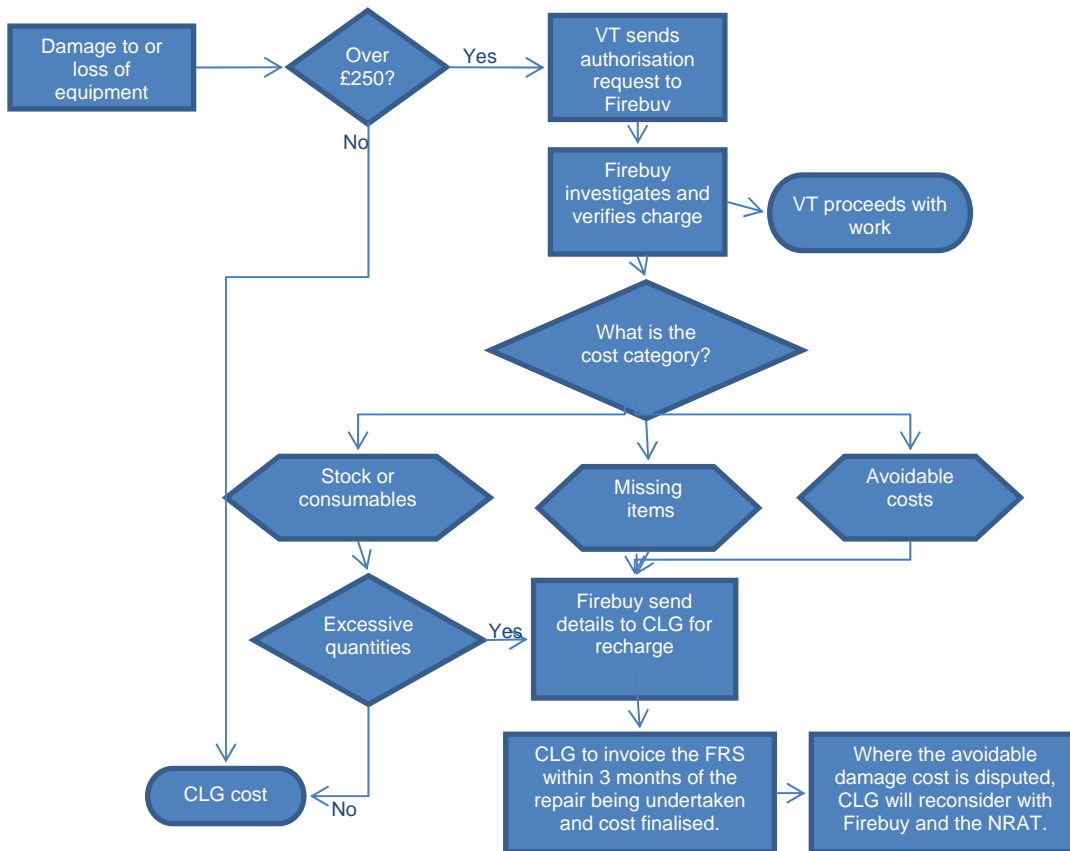 Damage to or
loss of
equipment
Over
£250?
Yes
VT sends
authorisation
request to
Firebuy
No
Firebuy
investigates and
verifies charge
VT proceeds with
work
What is the
cost category?
Stock or
consumables
Missing
items
Avoidable
costs
Excessive
quantities
Yes
Firebuy send
details to CLG for
recharge
CLG cost
No
CLG to invoice the FRS
within 3 months of the
repair being undertaken
and cost finalised.
Where the avoidable
damage cost is disputed,
CLG will reconsider with
Firebuy and the NRAT.